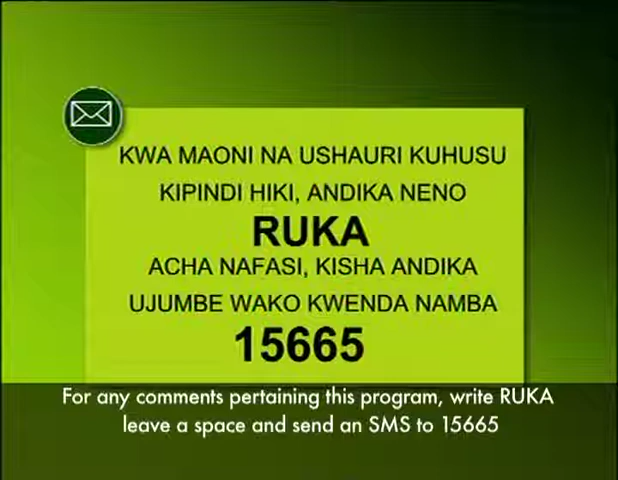 KWA MAONI NA USHAURI KUHUSU
KIPINDI HIKI, ANDIKA NENO
RUKA
ACHA NAFASI, KISHA ANDIKA
UJUMBE WAKO KWENDA NAMBA
15665
For any comments pertaining this program, write RUKA
leave a space and send an SMS to 15665